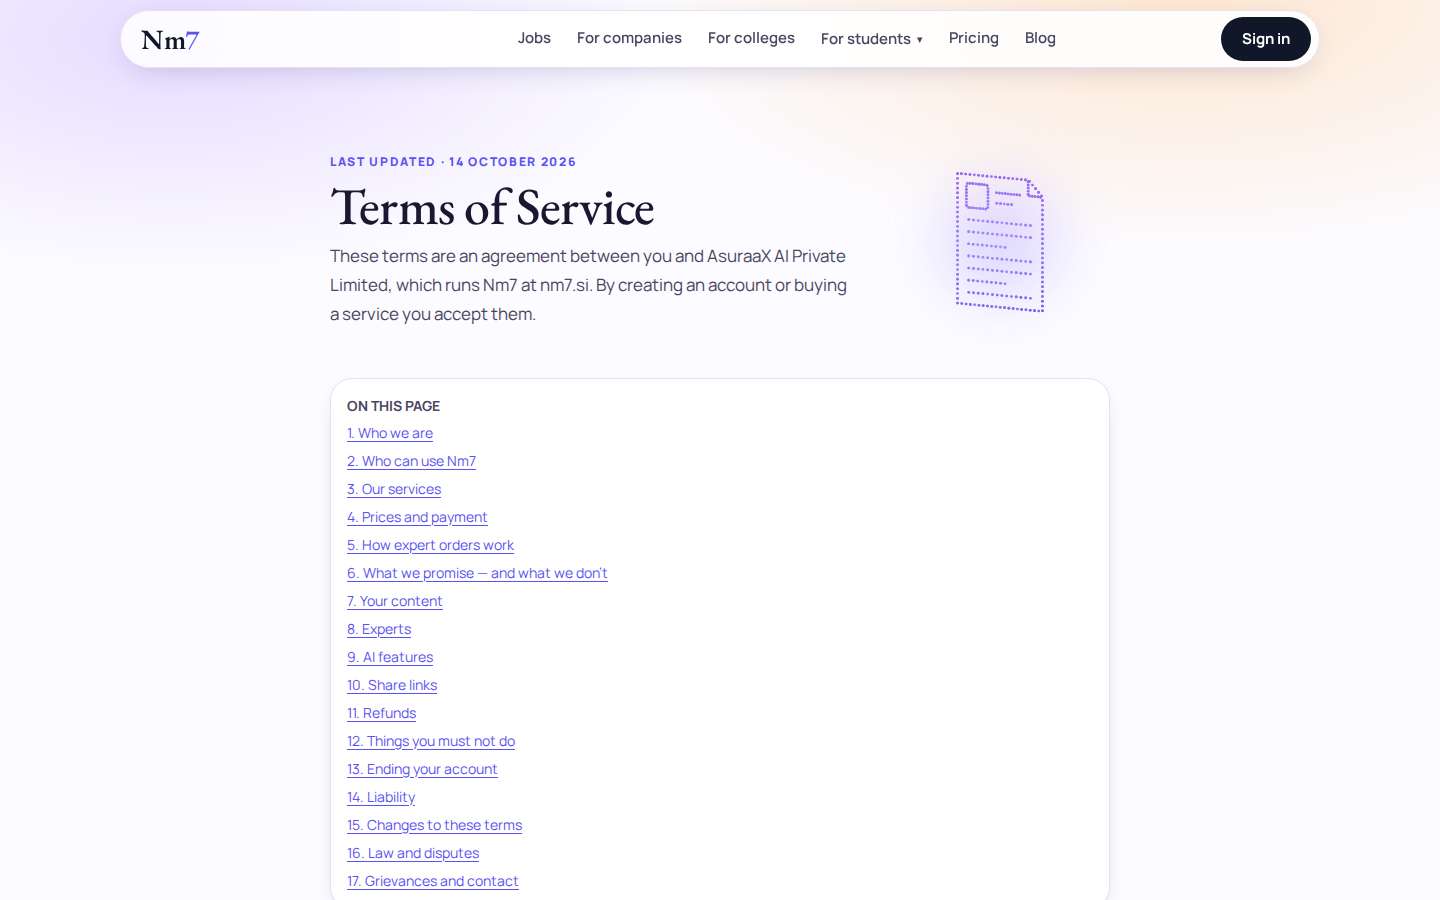 Nm7
Jobs
For companies
For colleges
For students ▾
Pricing
Blog
Sign in
LAST UPDATED · 14 OCTOBER 2026
Terms of Service
These terms are an agreement between you and AsuraaX AI Private
Limited, which runs Nm7 at nm7.si. By creating an account or buying
a service you accept them.
ON THIS PAGE
1. Who we are
2. Who can use Nm7
3. Our services
4. Prices and payment
5. How expert orders work
6. What we promise — and what we don't
7. Your content
8. Experts
9. AI features
10. Share links
11. Refunds
12. Things you must not do
13. Ending your account
14. Liability
15. Changes to these terms
16. Law and disputes
17. Grievances and contact